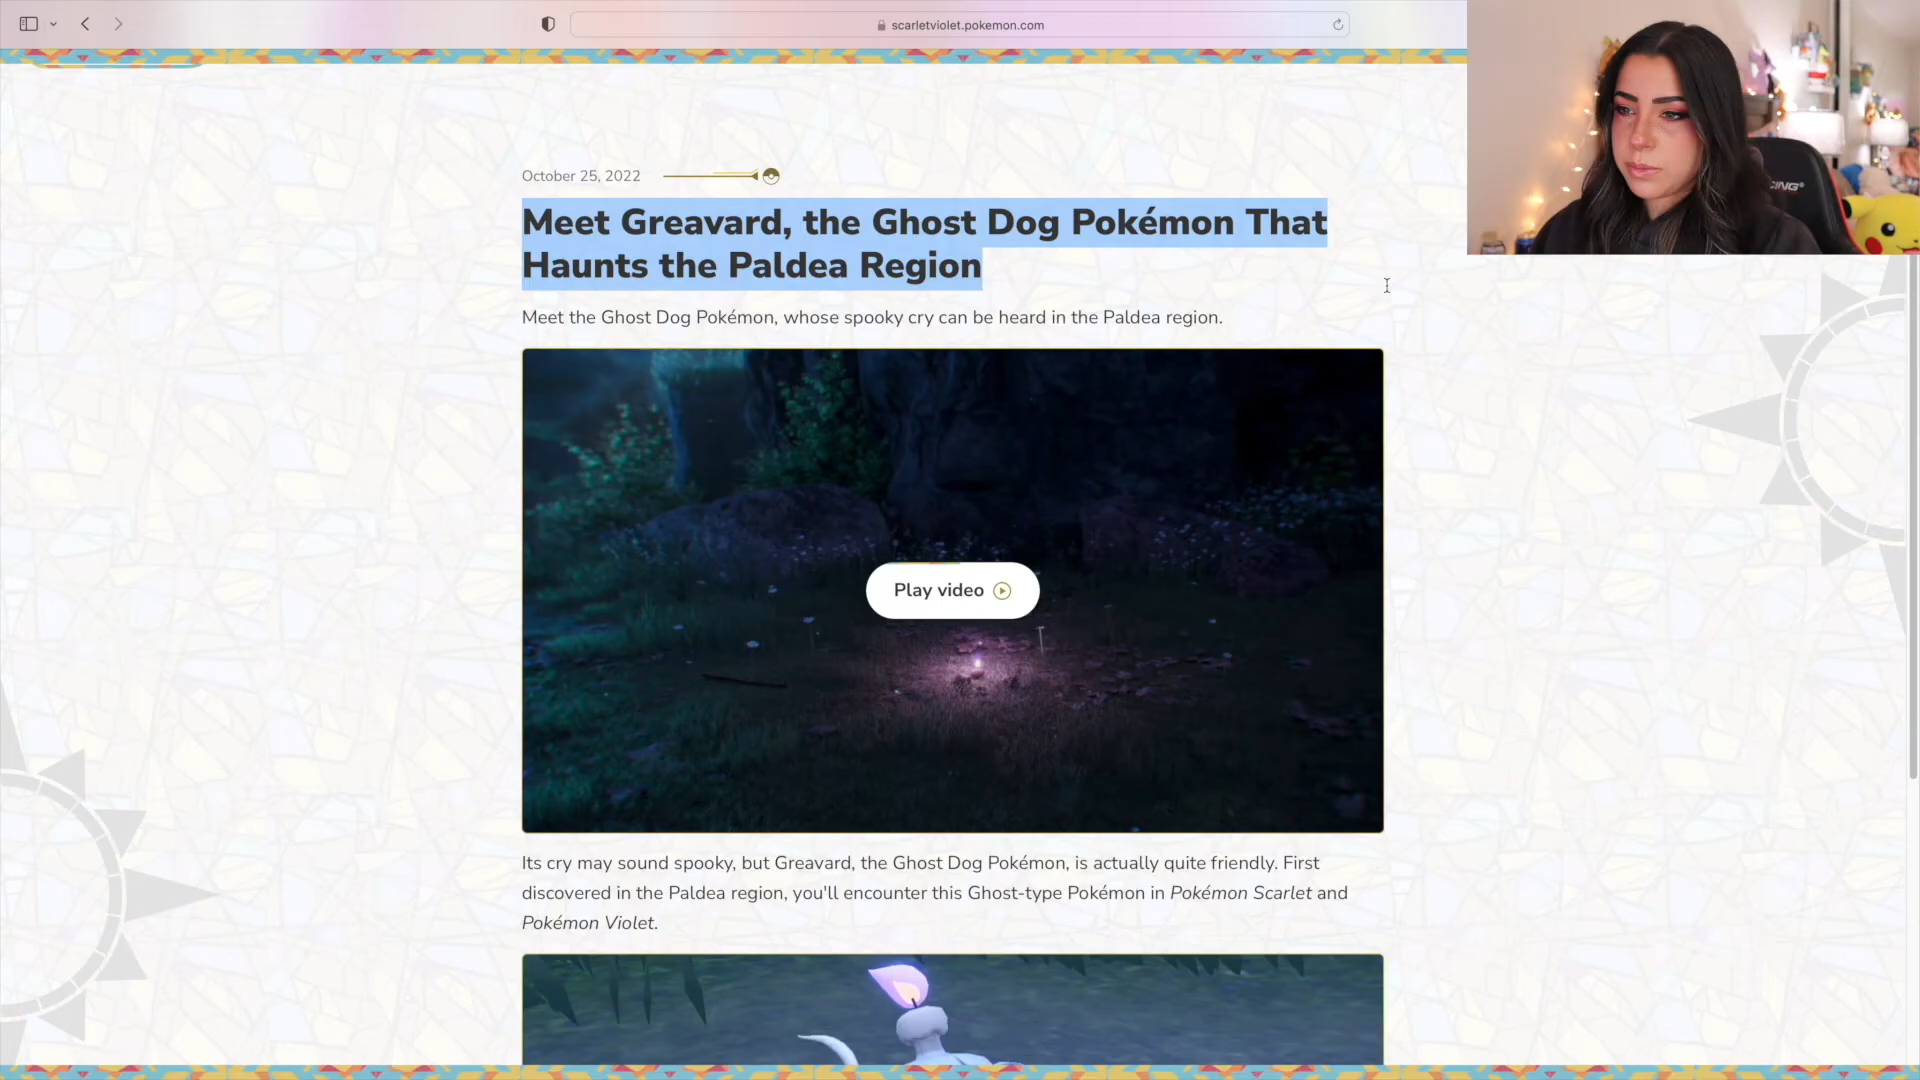 scarletviolet.pokemon.com
CING®
October 25, 2022
Meet Greavard, the Ghost Dog Pokémon That
Haunts the Paldea Region
Meet the Ghost Dog Pokémon, whose spooky cry can be heard in the Paldea region.
Play video
Its cry may sound spooky, but Greavard, the Ghost Dog Pokémon, is actually quite friendly. First
discovered in the Paldea region, you'll encounter this Ghost-type Pokémon in Pokémon Scarlet and
Pokémon Violet.